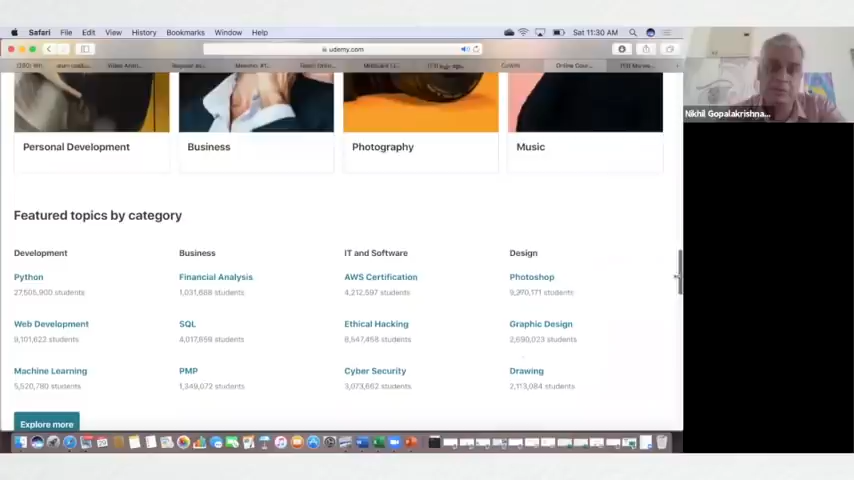 Safari File Edit View History Bookmarks Window Help Sat 11:30 AM
udemy.com
Online Cour...
Nikhil Gopalakrishna...
Personal Development Business Photography Music
Featured topics by category
Development Business IT and Software Design
Python Financial Analysis AWS Certification Photoshop
27,505,900 students 1,031,688 students 4,212,597 students 9,270,171 students
Web Development SQL Ethical Hacking Graphic Design
9,101,622 students 4,017,659 students 8,547,458 students 2,690,023 students
Machine Learning PMP Cyber Security Drawing
5,520,780 students 1,349,072 students 3,073,662 students 2,113,084 students
Explore more